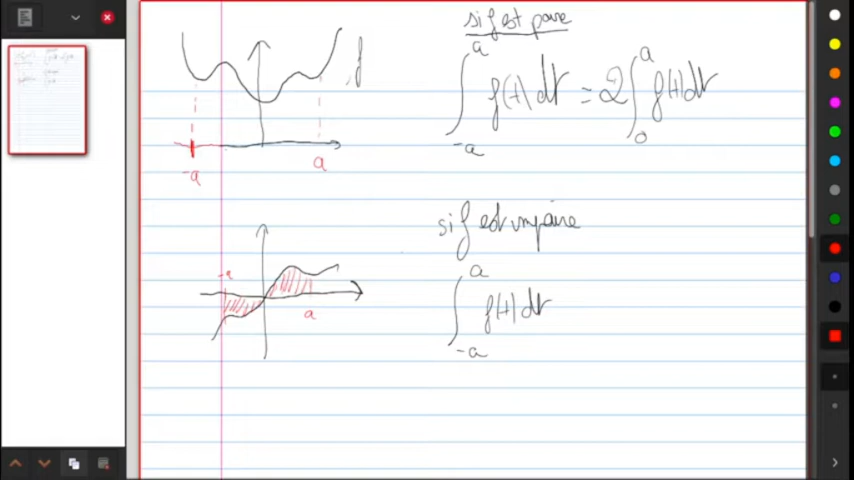 si f est paire
f
∫_{-a}^{a} f(t)dt = 2∫_{0}^{a} f(t)dt
-a a
si f est impaire
-a a
∫_{-a}^{a} f(t)dt